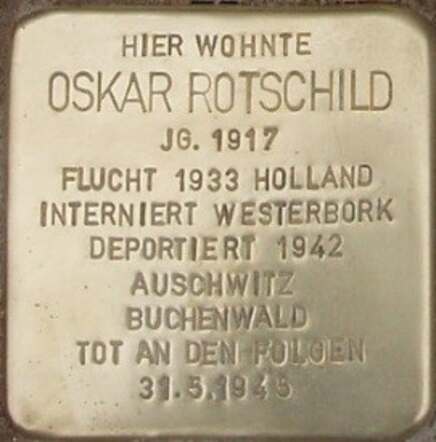 HIER WOHNTE
OSKAR ROTSCHILD
JG. 1917
FLUCHT 1933 HOLLAND
INTERNIERT WESTERBORK
DEPORTIERT 1942
AUSCHWITZ
BUCHENWALD
TOT AN DEN FOLGEN
31.5.1945